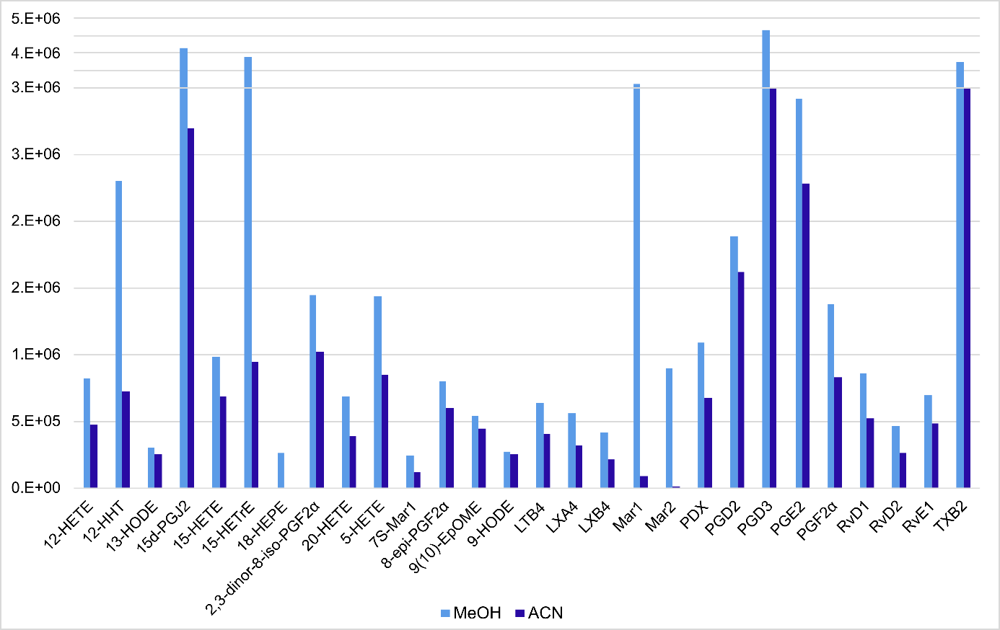 5.E+06
4.E+06
3.E+06
3.E+06
2.E+06
2.E+06
1.E+06
5.E+05
0.E+00
12-HETE
12-HHT
13-HODE
15d-PGJ2
15-HETE
15-HETrE
18-HEPE
2,3-dinor-8-iso-PGF2α
20-HETE
5-HETE
7S-Mar1
8-epi-PGF2α
9(10)-EpOME
9-HODE
LTB4
LXA4
LXB4
Mar1
Mar2
PDX
PGD2
PGD3
PGE2
PGF2α
RvD1
RvD2
RvE1
TXB2
MeOH ACN